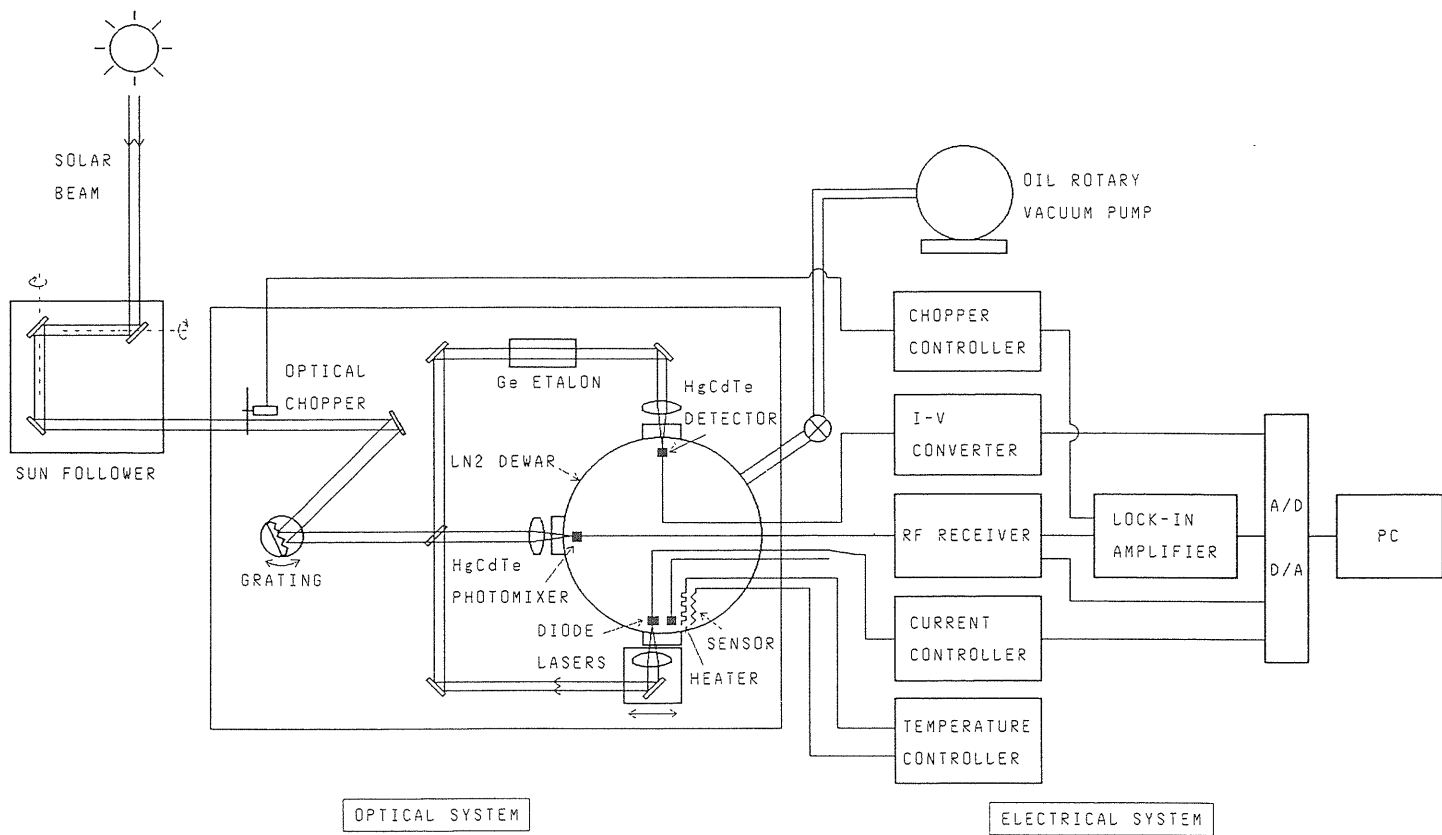 SOLAR
BEAM
OIL ROTARY
VACUUM PUMP
SUN FOLLOWER
OPTICAL
CHOPPER
Ge ETALON
HgCdTe
DETECTOR
LN2 DEWAR
GRATING
HgCdTe
PHOTOMIXER
DIODE
LASERS
SENSOR
HEATER
CHOPPER
CONTROLLER
I-V
CONVERTER
RF RECEIVER
LOCK-IN
AMPLIFIER
A/D
D/A
PC
CURRENT
CONTROLLER
TEMPERATURE
CONTROLLER
OPTICAL SYSTEM
ELECTRICAL SYSTEM